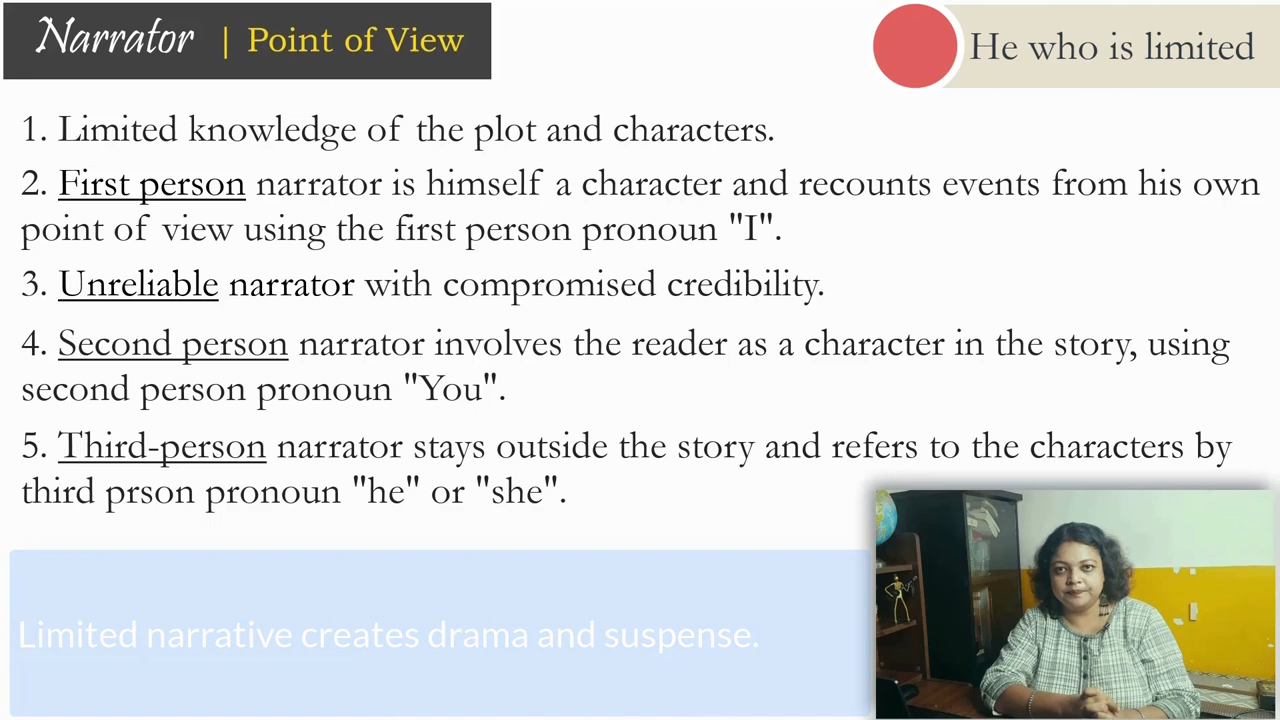 Narrator | Point of View
He who is limited
1. Limited knowledge of the plot and characters.
2. First person narrator is himself a character and recounts events from his own
point of view using the first person pronoun "I".
3. Unreliable narrator with compromised credibility.
4. Second person narrator involves the reader as a character in the story, using
second person pronoun "You".
5. Third-person narrator stays outside the story and refers to the characters by
third prson pronoun "he" or "she".
Limited narrative creates drama and suspense.